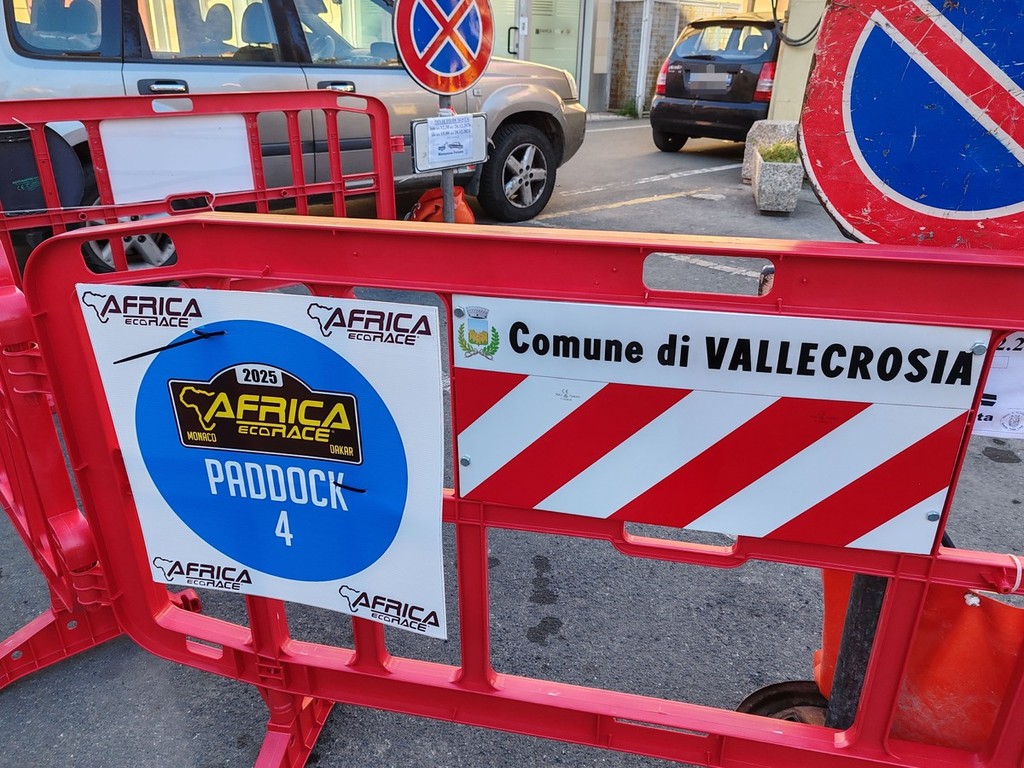 AFRICA
ECORACE
AFRICA
ECORACE
2025
AFRICA
ECORACE
MONACO
DAKAR
PADDOCK
4
AFRICA
ECORACE
AFRICA
ECORACE
Comune di VALLECROSIA